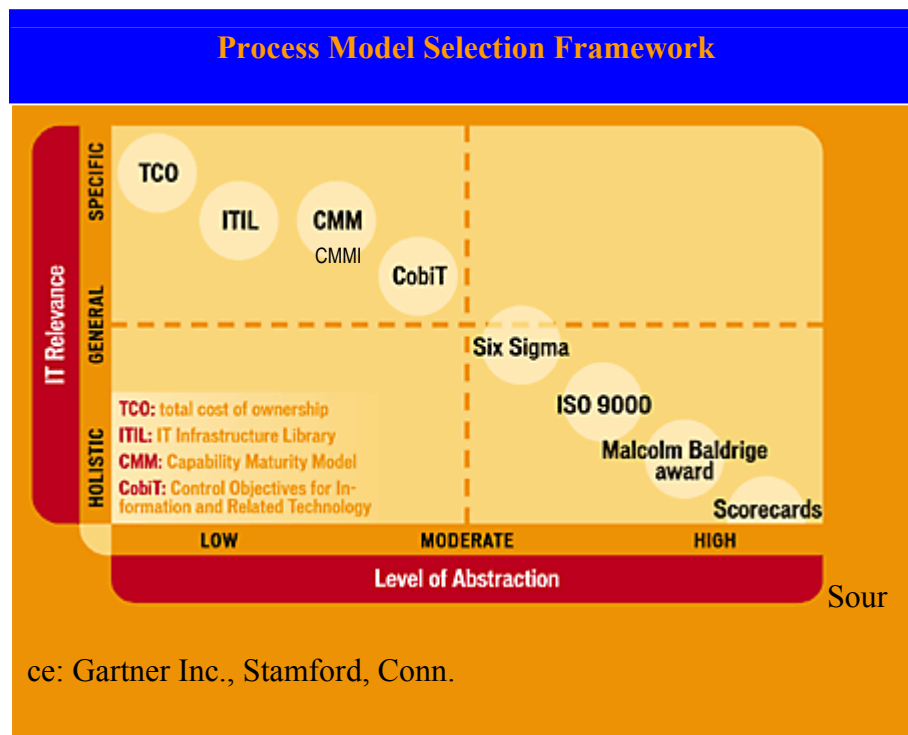 Process Model Selection Framework
IT Relevance
SPECIFIC
GENERAL
HOLISTIC
TCO
ITIL
CMM
CMMI
CobiT
Six Sigma
ISO 9000
Malcolm Baldrige
award
Scorecards
TCO: total cost of ownership
ITIL: IT Infrastructure Library
CMM: Capability Maturity Model
CobiT: Control Objectives for In-
formation and Related Technology
LOW
MODERATE
HIGH
Level of Abstraction
Sour
ce: Gartner Inc., Stamford, Conn.